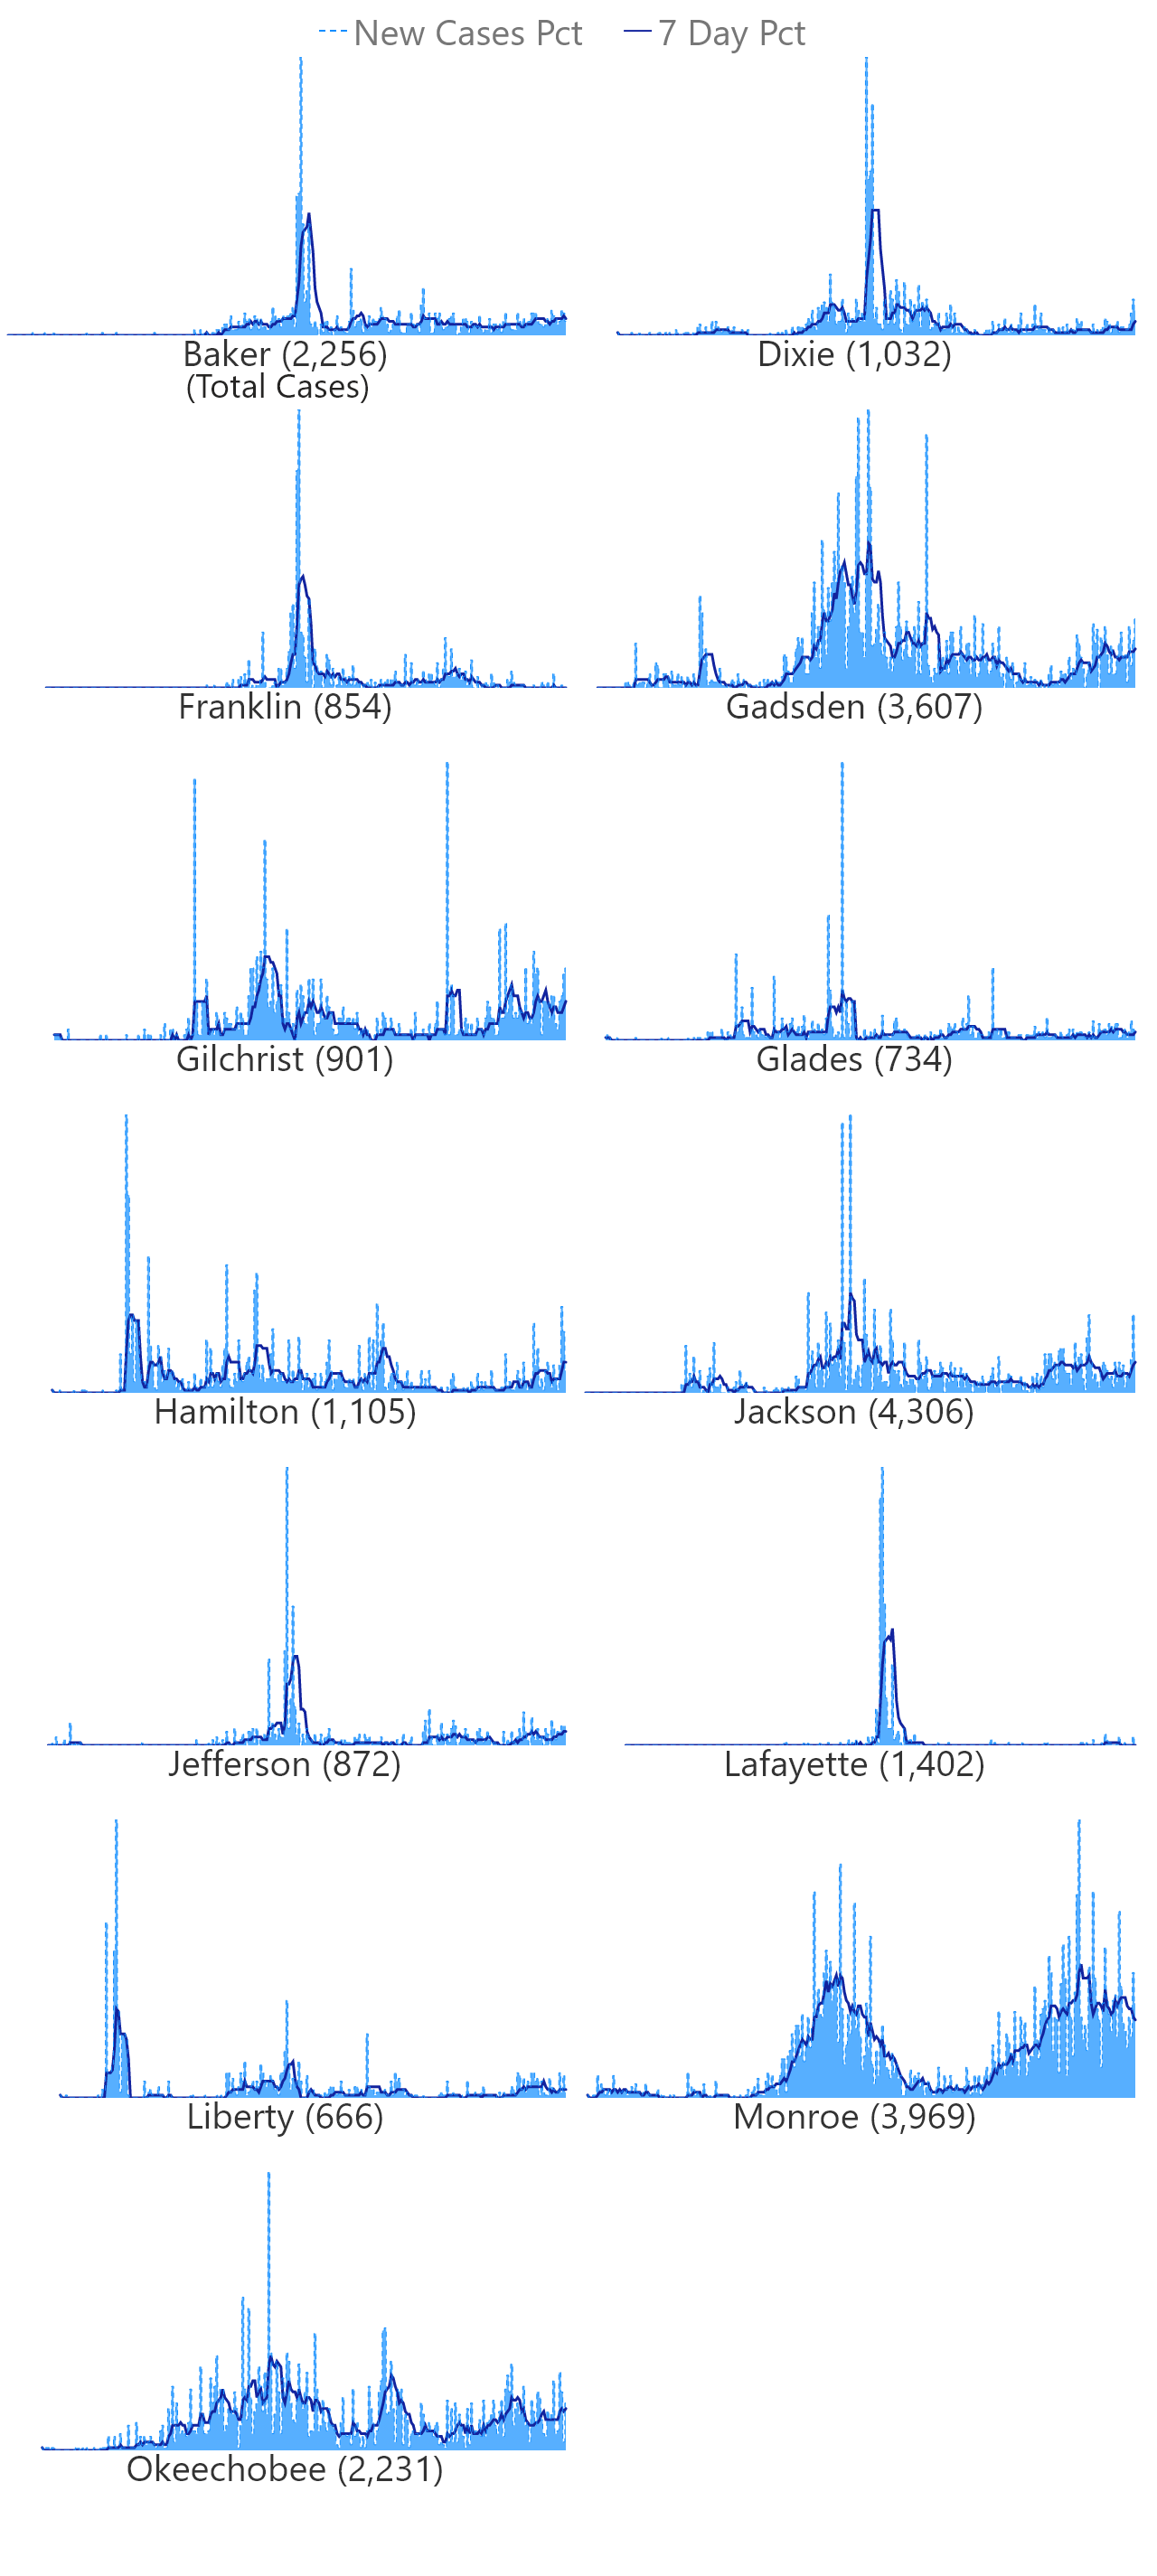 New Cases Pct 7 Day Pct
Baker (2,256)
(Total Cases)
Dixie (1,032)
Franklin (854)
Gadsden (3,607)
Gilchrist (901)
Glades (734)
Hamilton (1,105)
Jackson (4,306)
Jefferson (872)
Lafayette (1,402)
Liberty (666)
Monroe (3,969)
Okeechobee (2,231)